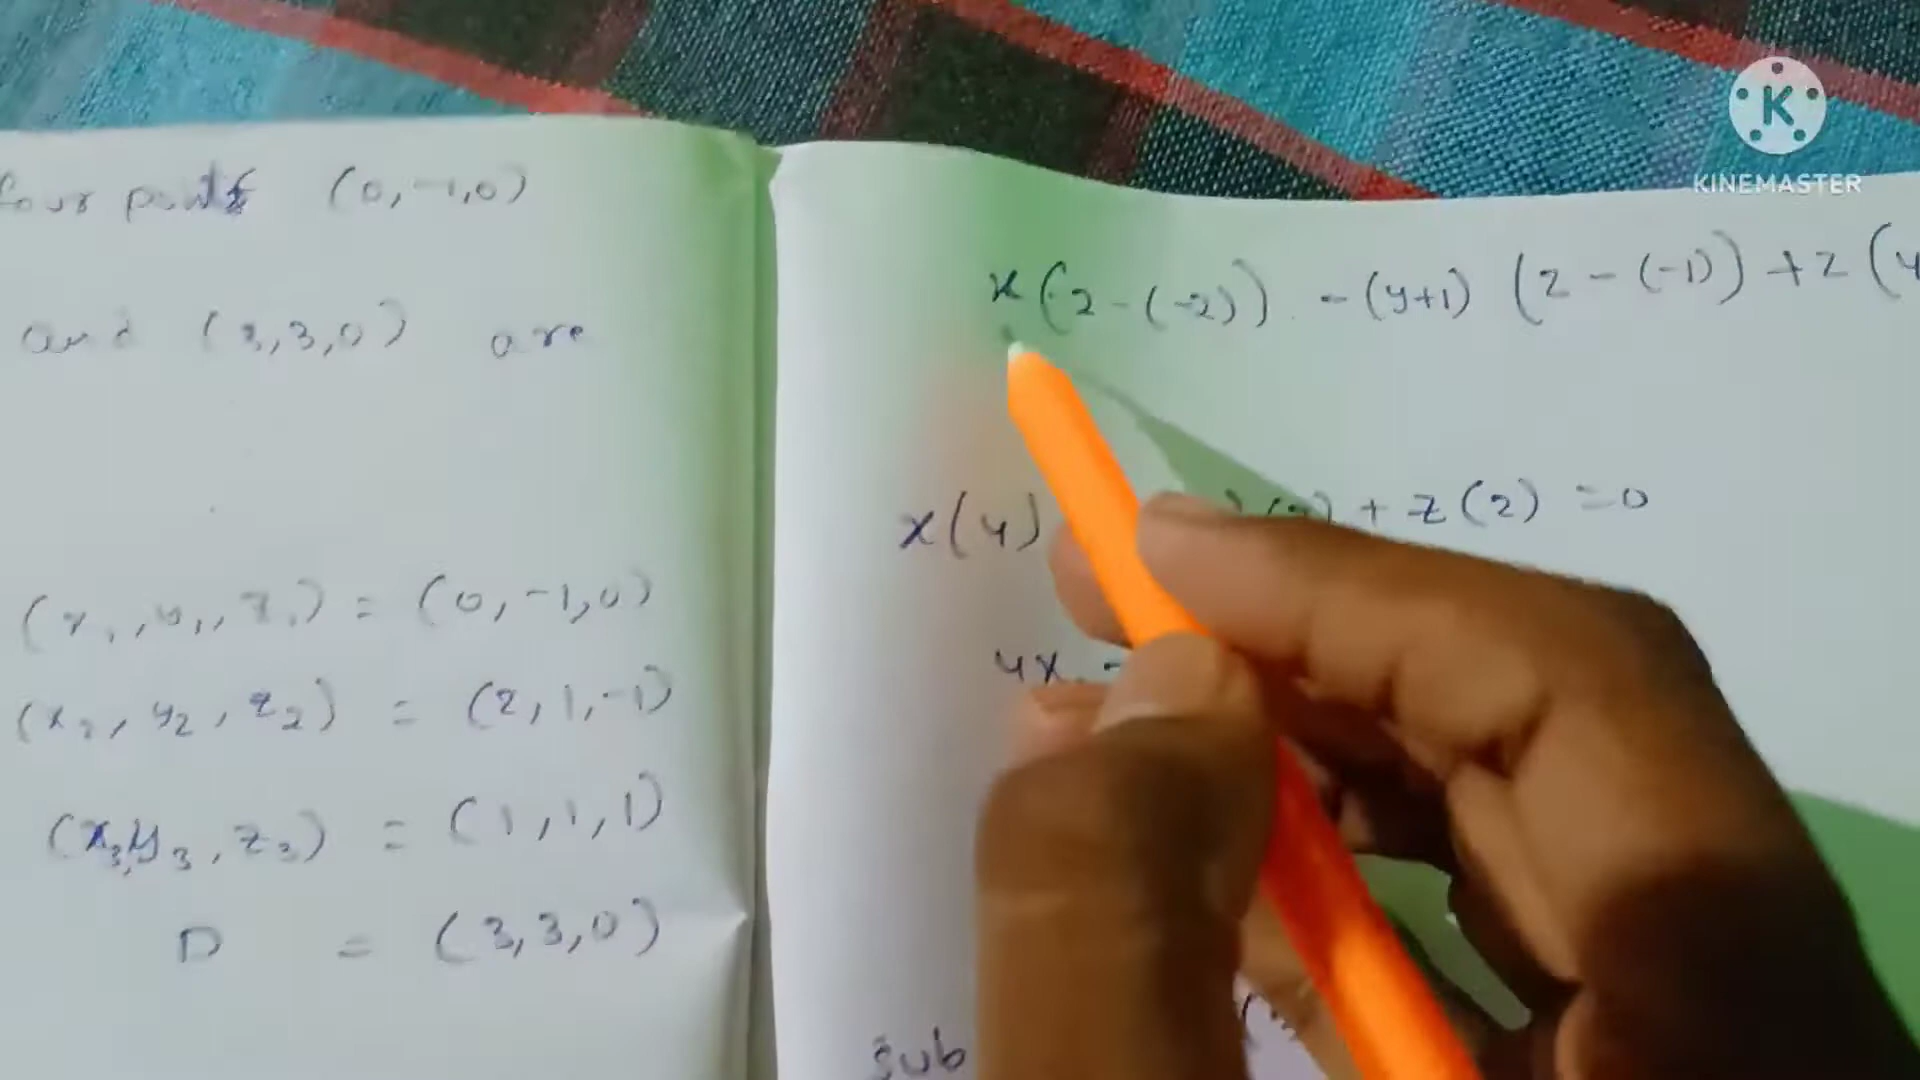 four points (0,-1,0)
and (3,3,0) are
(x1, y1, z1) = (0,-1,0)
(x2, y2, z2) = (2,1,-1)
(x3, y3, z3) = (1,1,1)
D = (3,3,0)
K
KINEMASTER
x(2-(-2)) -(y+1) (2-(-1)) +z(4
x(4) + z(2) =0
4x -
sub